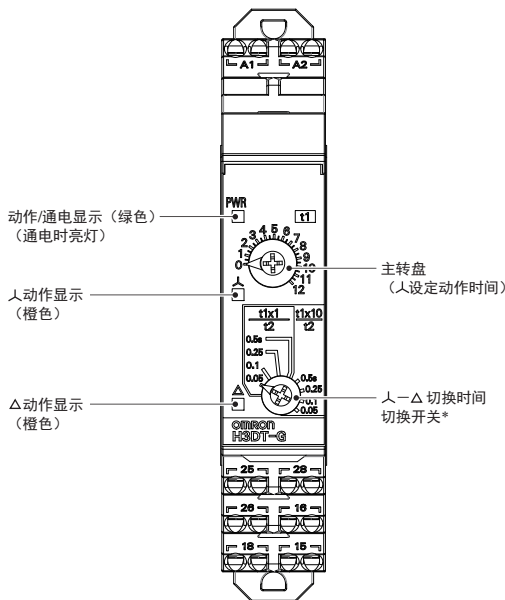 A1 A2
PWR
t1
动作/通电显示（绿色）
（通电时亮灯）
0 1 2 3 4 5 6 7 8 9 10 11 12
主转盘
（人设定动作时间）
人动作显示
（橙色）
t1x1
t2
t1x10
t2
0.5s
0.25
0.1
0.05
0.5s
0.25
0.1
0.05
△动作显示
（橙色）
人－△ 切换时间
切换开关*
omron
H3DT-G
25 28
26 16
18 15